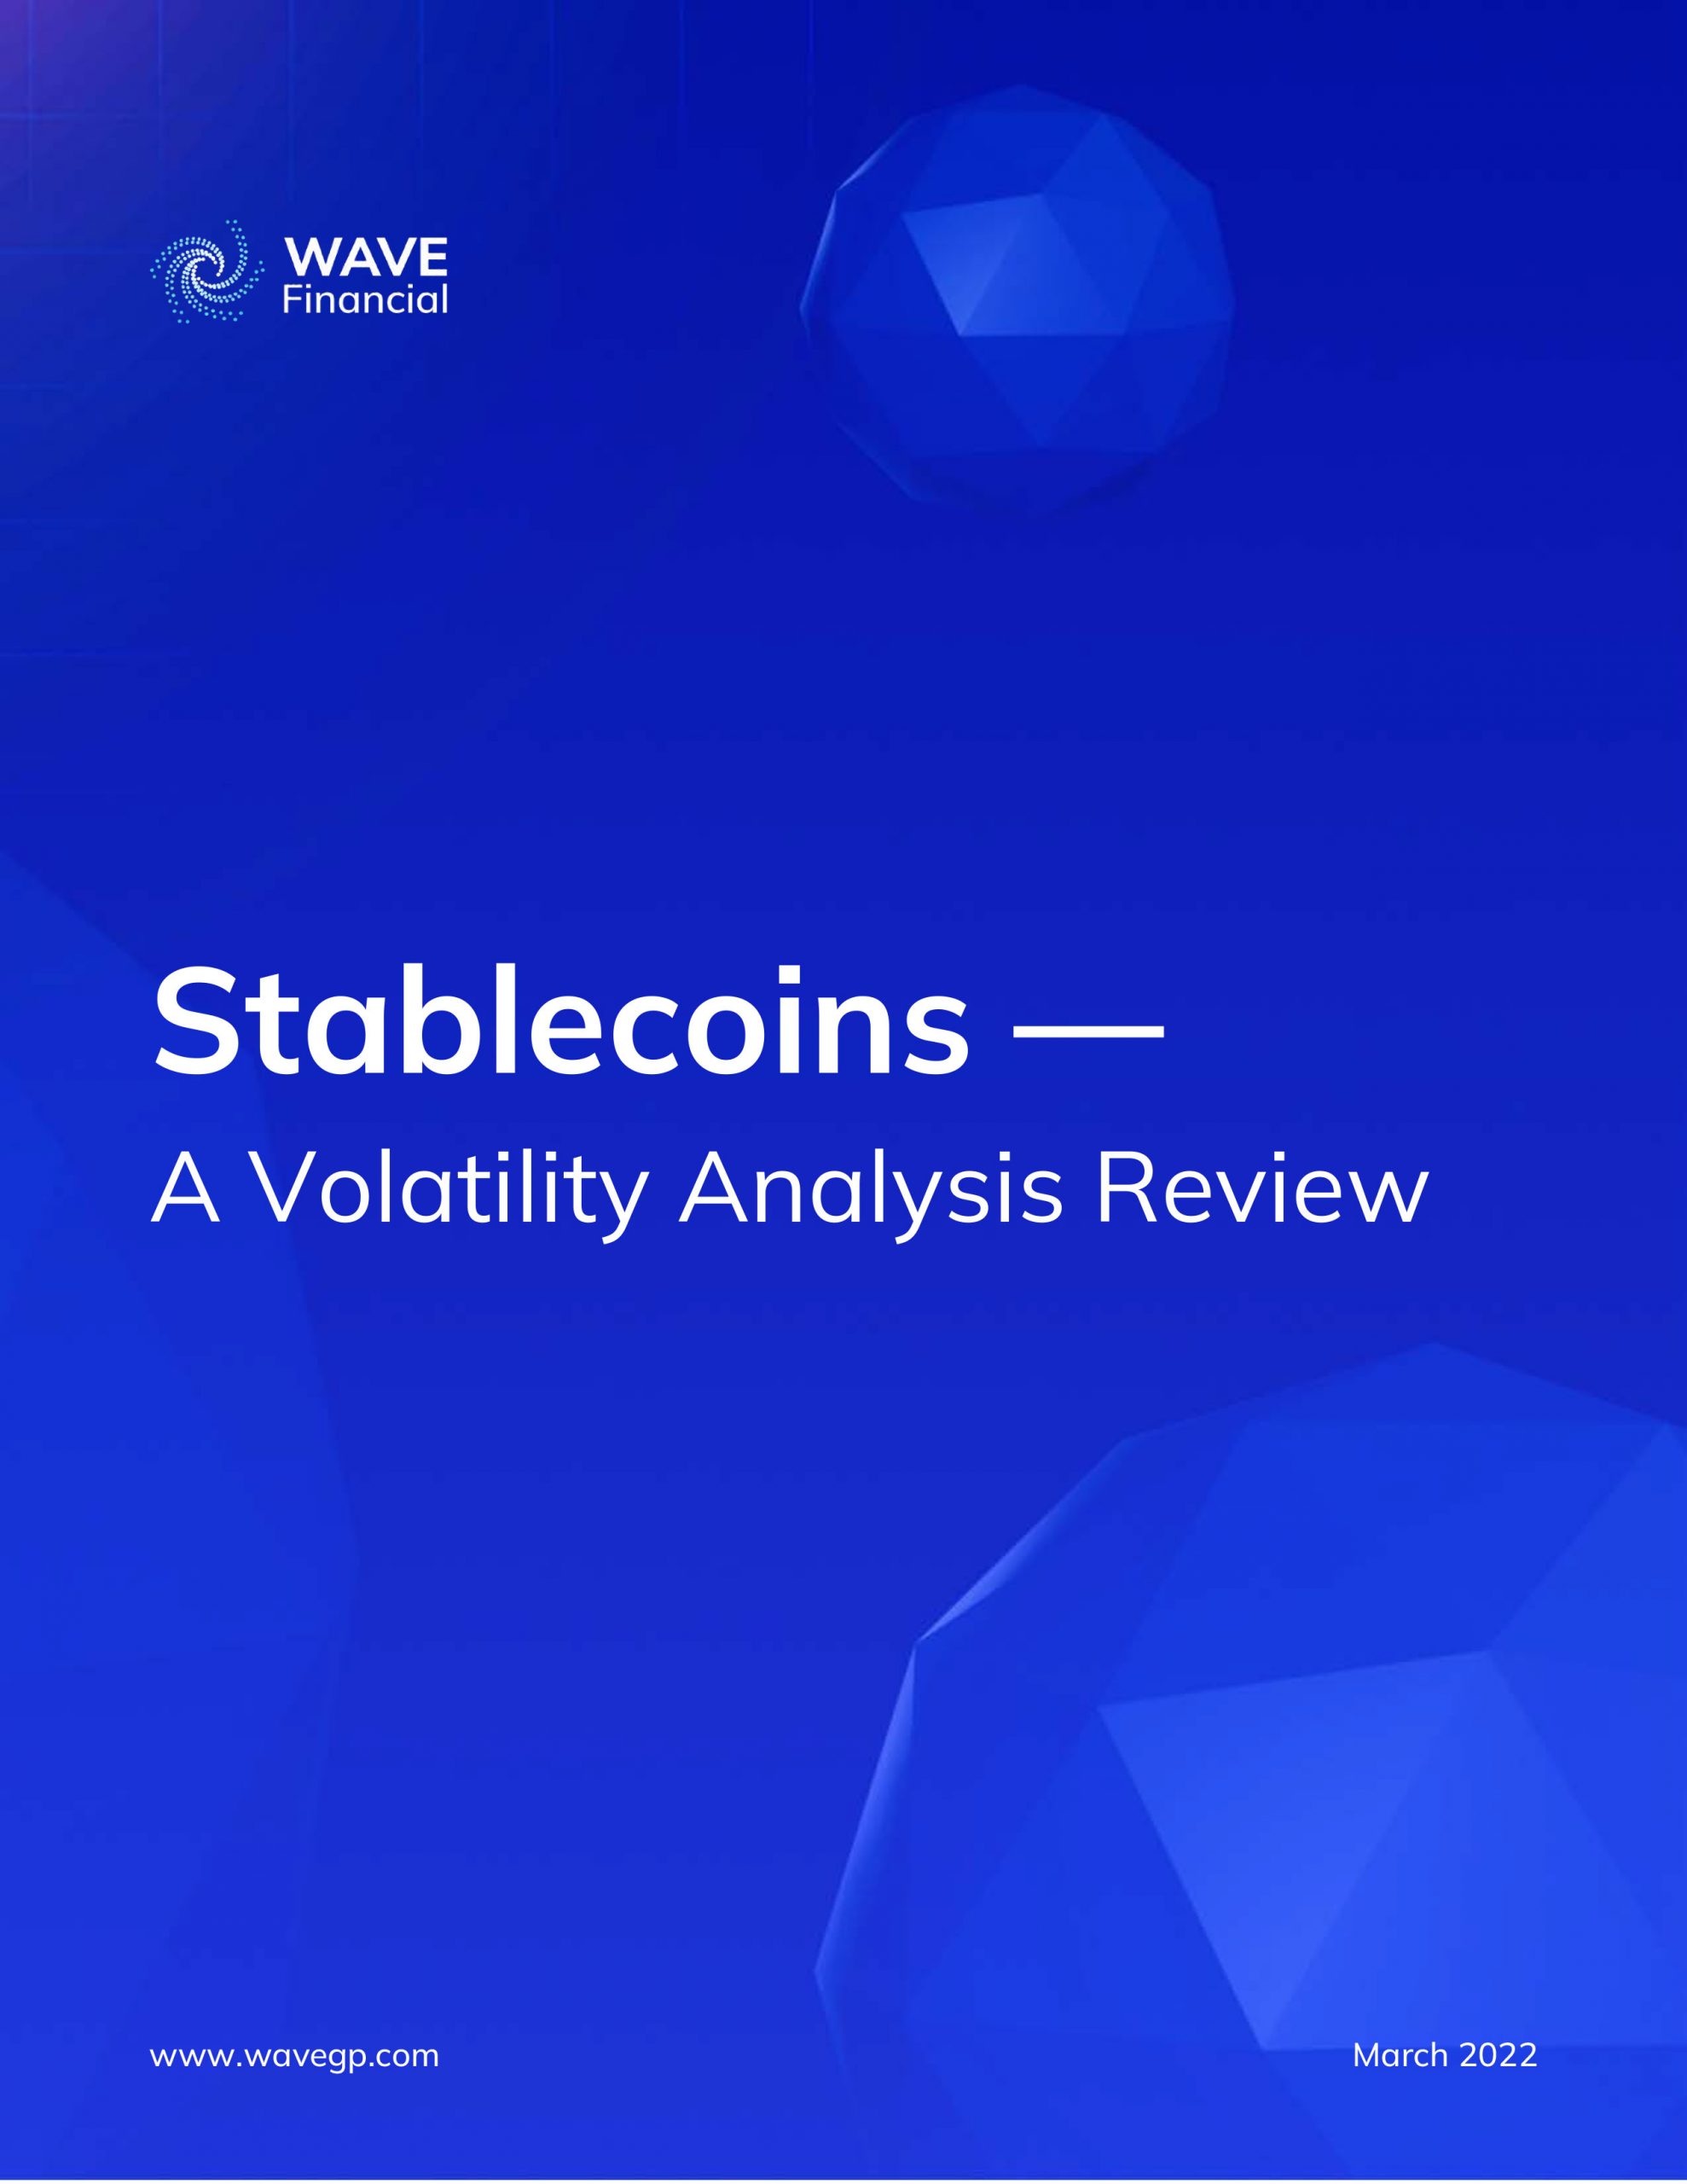 WAVE
Financial
Stablecoins —
A Volatility Analysis Review
www.wavegp.com
March 2022